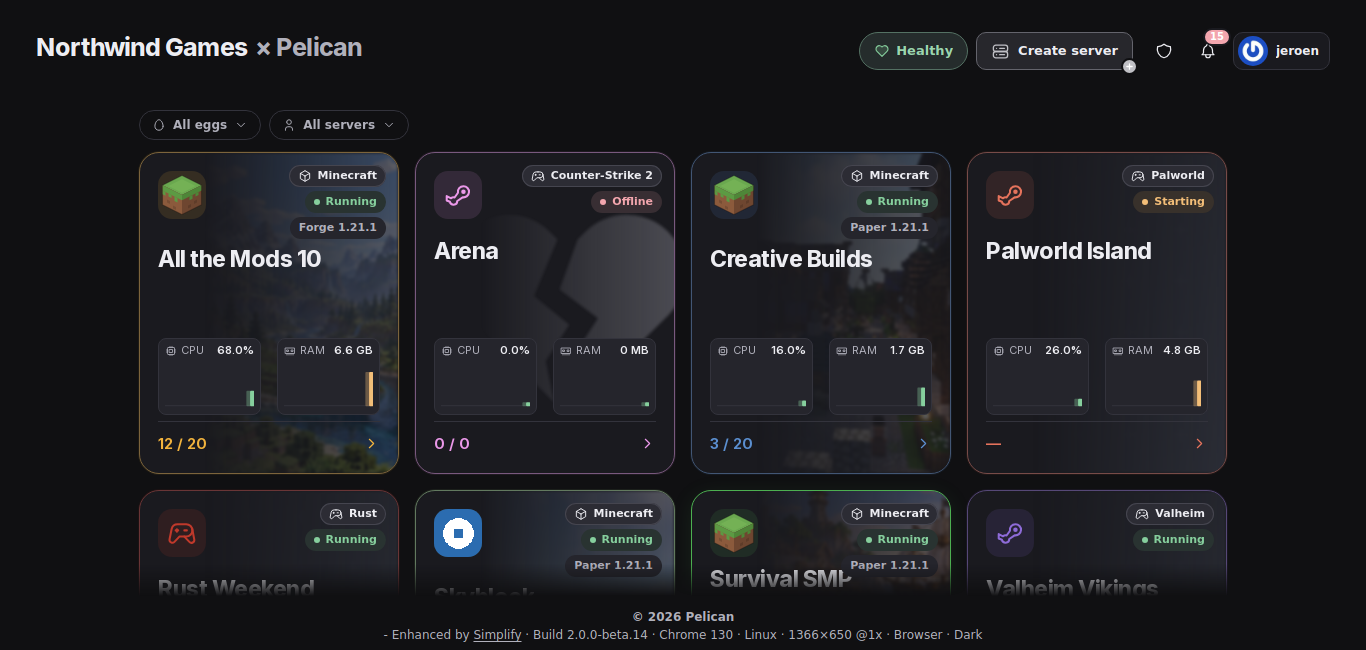 Northwind Games × Pelican
Healthy
Create server
15
jeroen
All eggs
All servers
Minecraft
Running
Forge 1.21.1
All the Mods 10
CPU 68.0%
RAM 6.6 GB
12 / 20
Counter-Strike 2
Offline
Arena
CPU 0.0%
RAM 0 MB
0 / 0
Minecraft
Running
Paper 1.21.1
Creative Builds
CPU 16.0%
RAM 1.7 GB
3 / 20
Palworld
Starting
Palworld Island
CPU 26.0%
RAM 4.8 GB
—
Rust
Running
Rust Weekend
Minecraft
Running
Paper 1.21.1
Skyblock
Minecraft
Running
Paper 1.21.1
Survival SMP
Valheim
Running
Valheim Vikings
© 2026 Pelican
- Enhanced by Simplify · Build 2.0.0-beta.14 · Chrome 130 · Linux · 1366×650 @1x · Browser · Dark